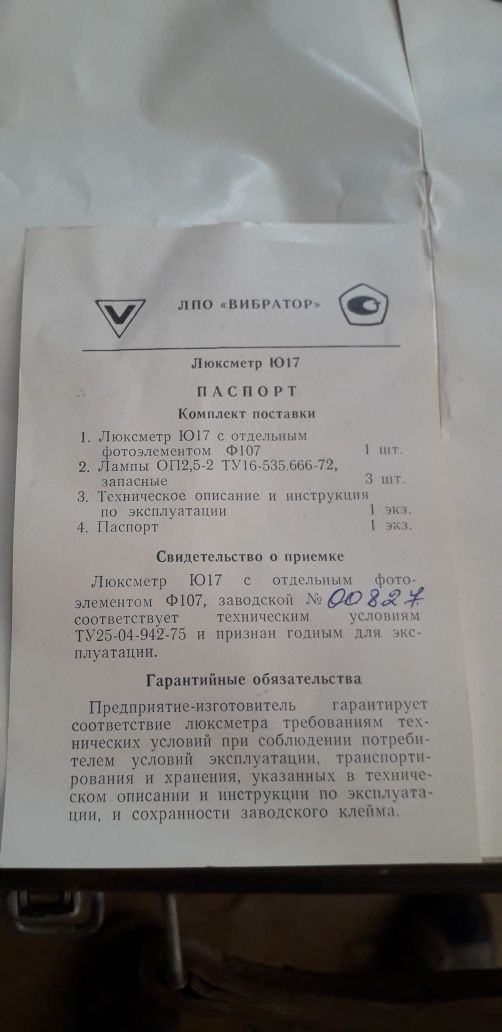 ЛПО «ВИБРАТОР»
Люксметр Ю17
ПАСПОРТ
Комплект поставки
1. Люксметр Ю17 с отдельным
фотоэлементом Ф107 1 шт.
2. Лампы ОП2,5-2 ТУ16-535.666-72,
запасные 3 шт.
3. Техническое описание и инструкция
по эксплуатации 1 экз.
4. Паспорт 1 экз.
Свидетельство о приемке
Люксметр Ю17 с отдельным фото-
элементом Ф107, заводской № 00827
соответствует техническим условиям
ТУ25-04-942-75 и признан годным для экс-
плуатации.
Гарантийные обязательства
Предприятие-изготовитель гарантирует
соответствие люксметра требованиям тех-
нических условий при соблюдении потреби-
телем условий эксплуатации, транспорти-
рования и хранения, указанных в техниче-
ском описании и инструкции по эксплуата-
ции, и сохранности заводского клейма.